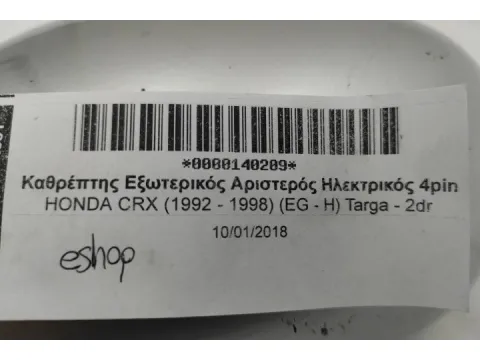 *0000140209*
Καθρέπτης Εξωτερικός Αριστερός Ηλεκτρικός 4pin
HONDA CRX (1992 - 1998) (EG - H) Targa - 2dr
10/01/2018
eshop